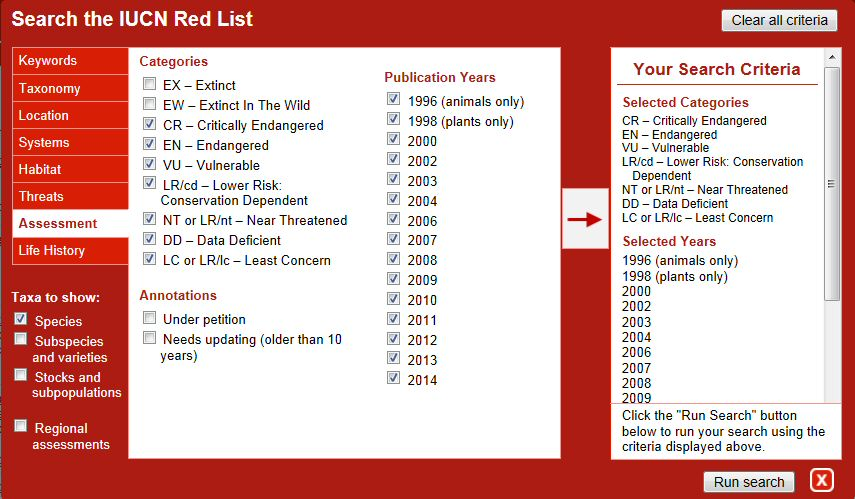 Search the IUCN Red List
Clear all criteria
Keywords
Taxonomy
Location
Systems
Habitat
Threats
Assessment
Life History
Taxa to show:
Species
Subspecies
and varieties
Stocks and
subpopulations
Regional
assessments
Categories
EX – Extinct
EW – Extinct In The Wild
CR – Critically Endangered
EN – Endangered
VU – Vulnerable
LR/cd – Lower Risk:
Conservation Dependent
NT or LR/nt – Near Threatened
DD – Data Deficient
LC or LR/lc – Least Concern
Annotations
Under petition
Needs updating (older than 10
years)
Publication Years
1996 (animals only)
1998 (plants only)
2000
2002
2003
2004
2006
2007
2008
2009
2010
2011
2012
2013
2014
Your Search Criteria
Selected Categories
CR – Critically Endangered
EN – Endangered
VU – Vulnerable
LR/cd – Lower Risk: Conservation
Dependent
NT or LR/nt – Near Threatened
DD – Data Deficient
LC or LR/lc – Least Concern
Selected Years
1996 (animals only)
1998 (plants only)
2000
2002
2003
2004
2006
2007
2008
2009
Click the "Run Search" button
below to run your search using the
criteria displayed above.
Run search
X